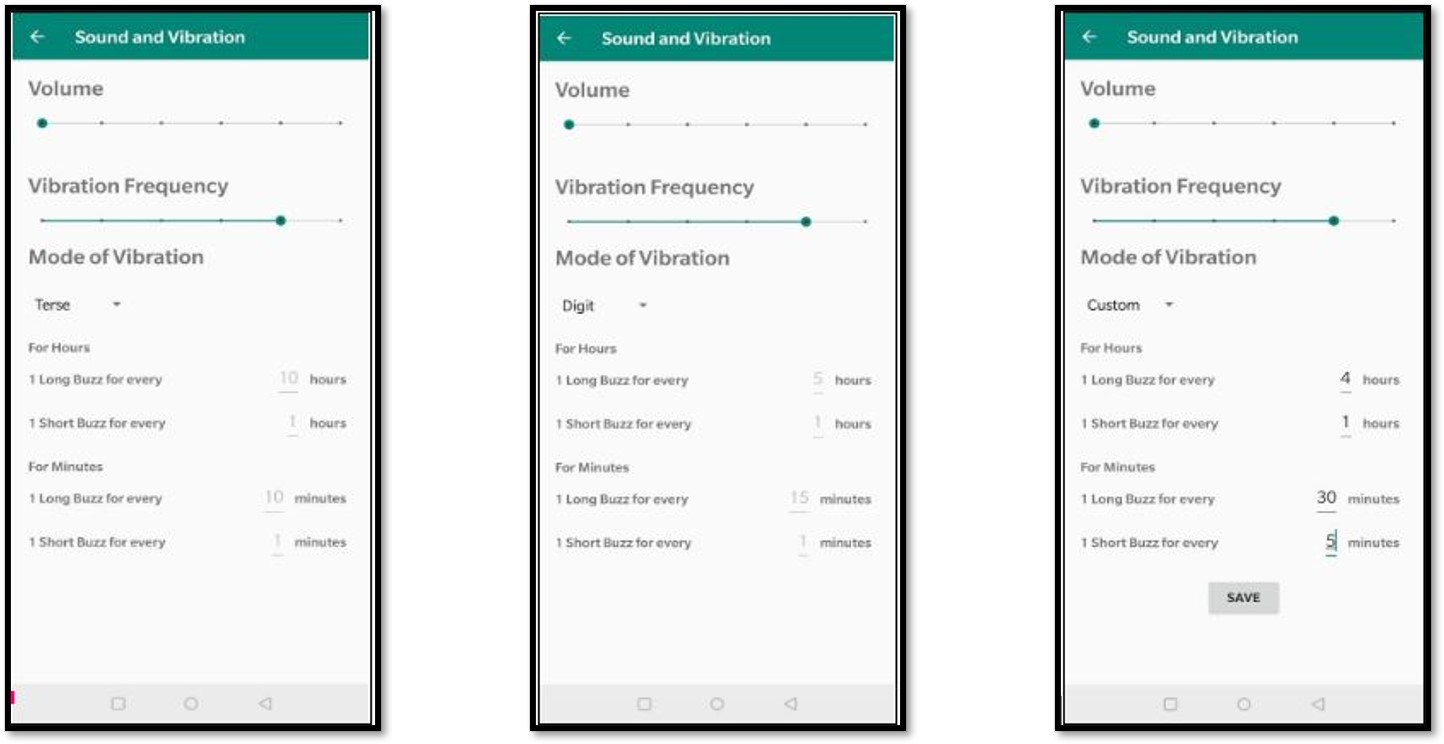 Sound and Vibration
Volume
Vibration Frequency
Mode of Vibration
Terse
For Hours
1 Long Buzz for every 10 hours
1 Short Buzz for every 1 hours
For Minutes
1 Long Buzz for every 10 minutes
1 Short Buzz for every 1 minutes
Sound and Vibration
Volume
Vibration Frequency
Mode of Vibration
Digit
For Hours
1 Long Buzz for every 5 hours
1 Short Buzz for every 1 hours
For Minutes
1 Long Buzz for every 15 minutes
1 Short Buzz for every 1 minutes
Sound and Vibration
Volume
Vibration Frequency
Mode of Vibration
Custom
For Hours
1 Long Buzz for every 4 hours
1 Short Buzz for every 1 hours
For Minutes
1 Long Buzz for every 30 minutes
1 Short Buzz for every 5 minutes
SAVE